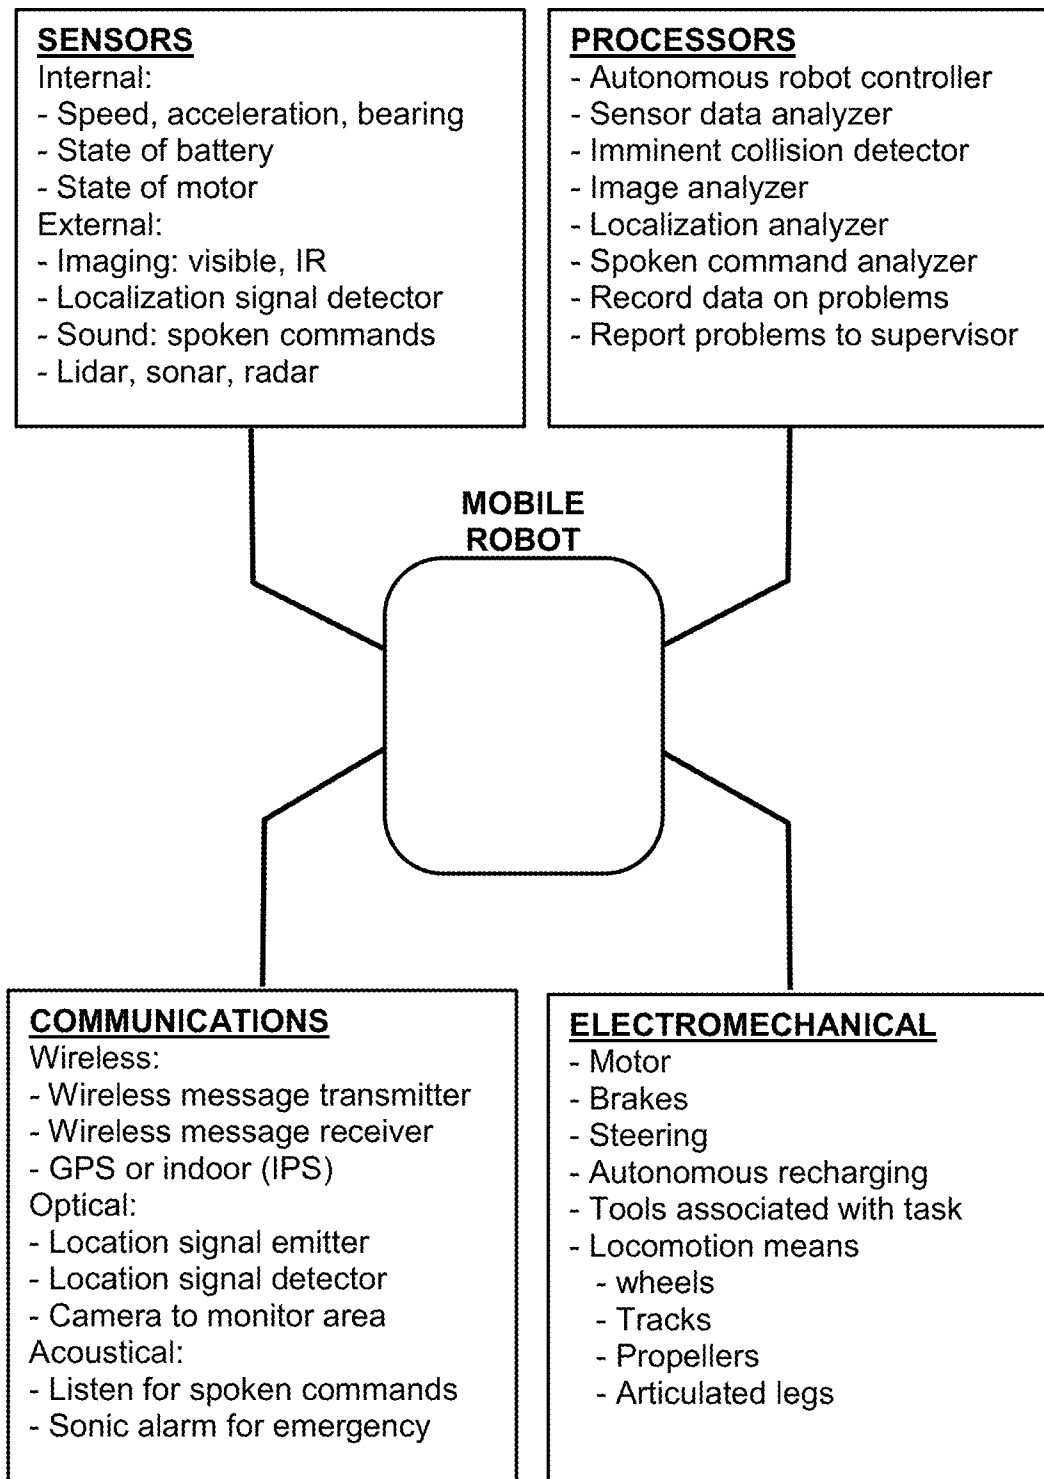 SENSORS
Internal:
- Speed, acceleration, bearing
- State of battery
- State of motor
External:
- Imaging: visible, IR
- Localization signal detector
- Sound: spoken commands
- Lidar, sonar, radar
PROCESSORS
- Autonomous robot controller
- Sensor data analyzer
- Imminent collision detector
- Image analyzer
- Localization analyzer
- Spoken command analyzer
- Record data on problems
- Report problems to supervisor
MOBILE
ROBOT
COMMUNICATIONS
Wireless:
- Wireless message transmitter
- Wireless message receiver
- GPS or indoor (IPS)
Optical:
- Location signal emitter
- Location signal detector
- Camera to monitor area
Acoustical:
- Listen for spoken commands
- Sonic alarm for emergency
ELECTROMECHANICAL
- Motor
- Brakes
- Steering
- Autonomous recharging
- Tools associated with task
- Locomotion means
- wheels
- Tracks
- Propellers
- Articulated legs